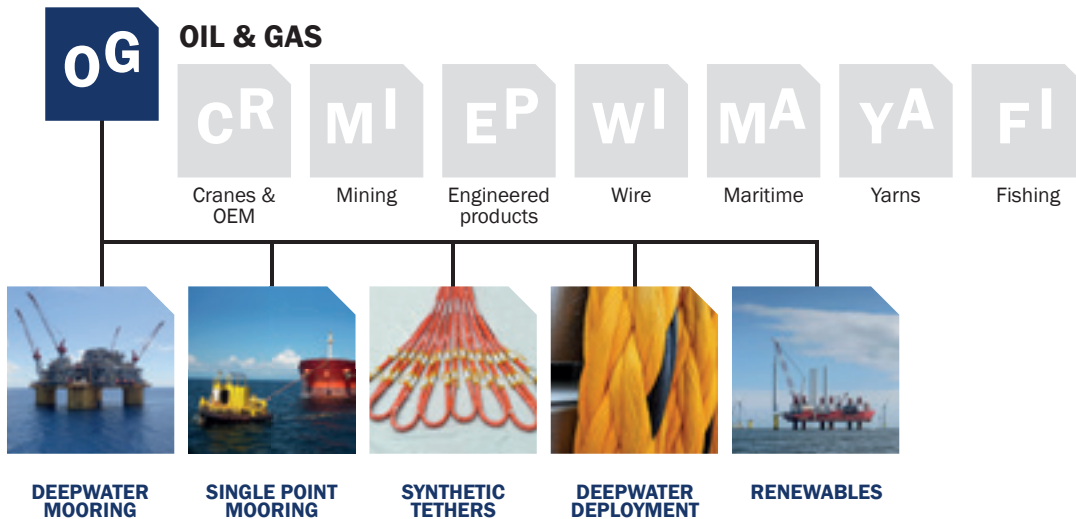 OG
OIL & GAS
CR
MI
EP
WI
MA
YA
FI
Cranes &
OEM
Mining
Engineered
products
Wire
Maritime
Yarns
Fishing
DEEPWATER
MOORING
SINGLE POINT
MOORING
SYNTHETIC
TETHERS
DEEPWATER
DEPLOYMENT
RENEWABLES